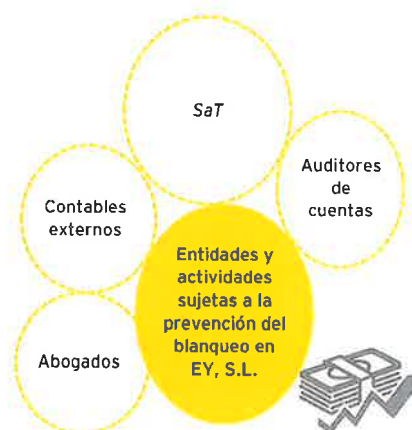 SaT
Auditores
de
cuentas
Contables
externos
Entidades y
actividades
sujetas a la
prevención del
blanqueo en
EY, S.L.
Abogados